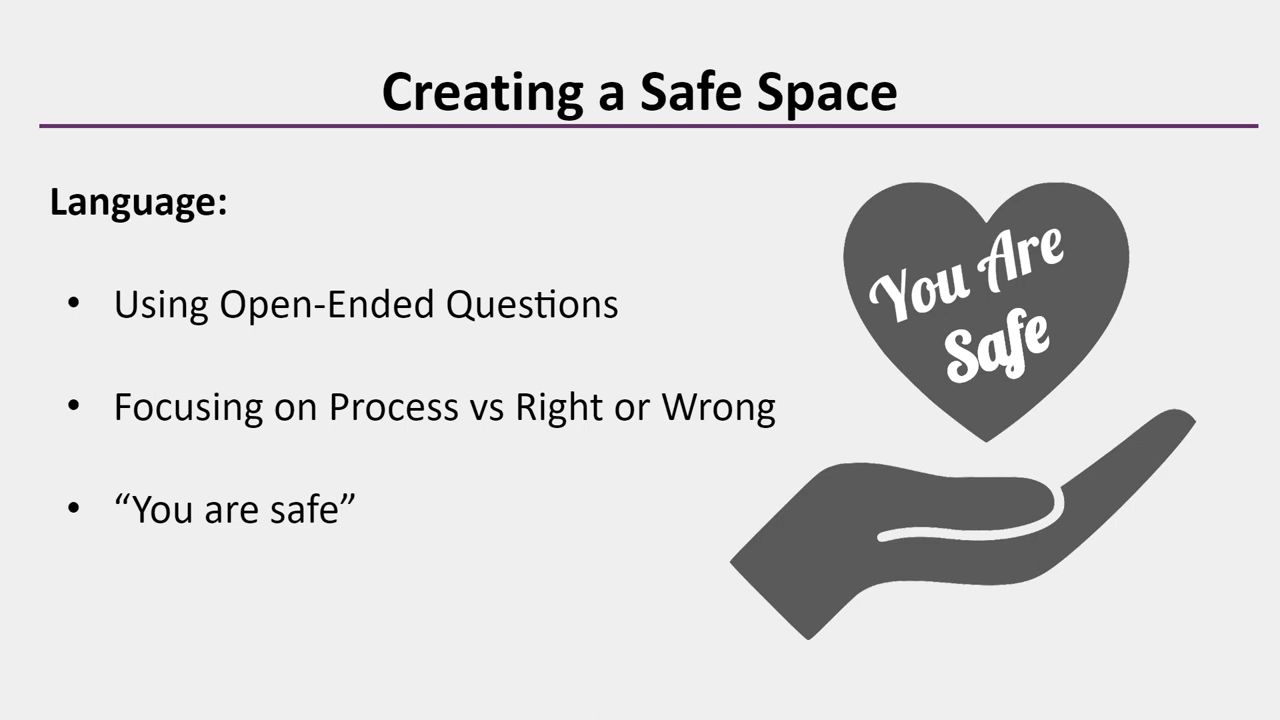 Creating a Safe Space
Language:
• Using Open-Ended Questions
• Focusing on Process vs Right or Wrong
• “You are safe”
You Are
Safe